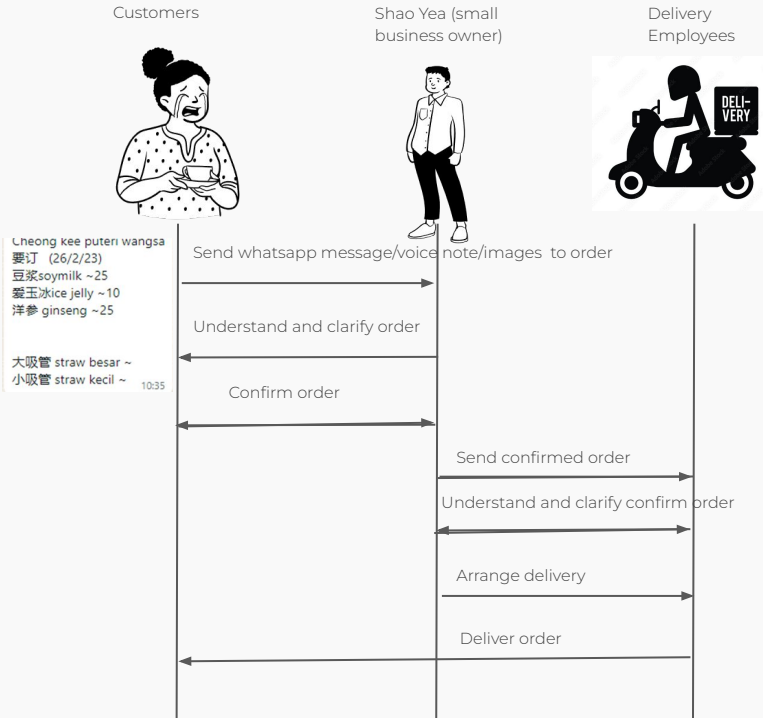 Customers
Shao Yea (small
business owner)
Delivery
Employees
DELI-
VERY
Cheong kee puteri wangsa
要订 (26/2/23)
豆浆soymilk ~25
爱玉冰ice jelly ~10
洋参 ginseng ~25
大吸管 straw besar ~
小吸管 straw kecil ~
10:35
Send whatsapp message/voice note/images to order
Understand and clarify order
Confirm order
Send confirmed order
Understand and clarify confirm order
Arrange delivery
Deliver order